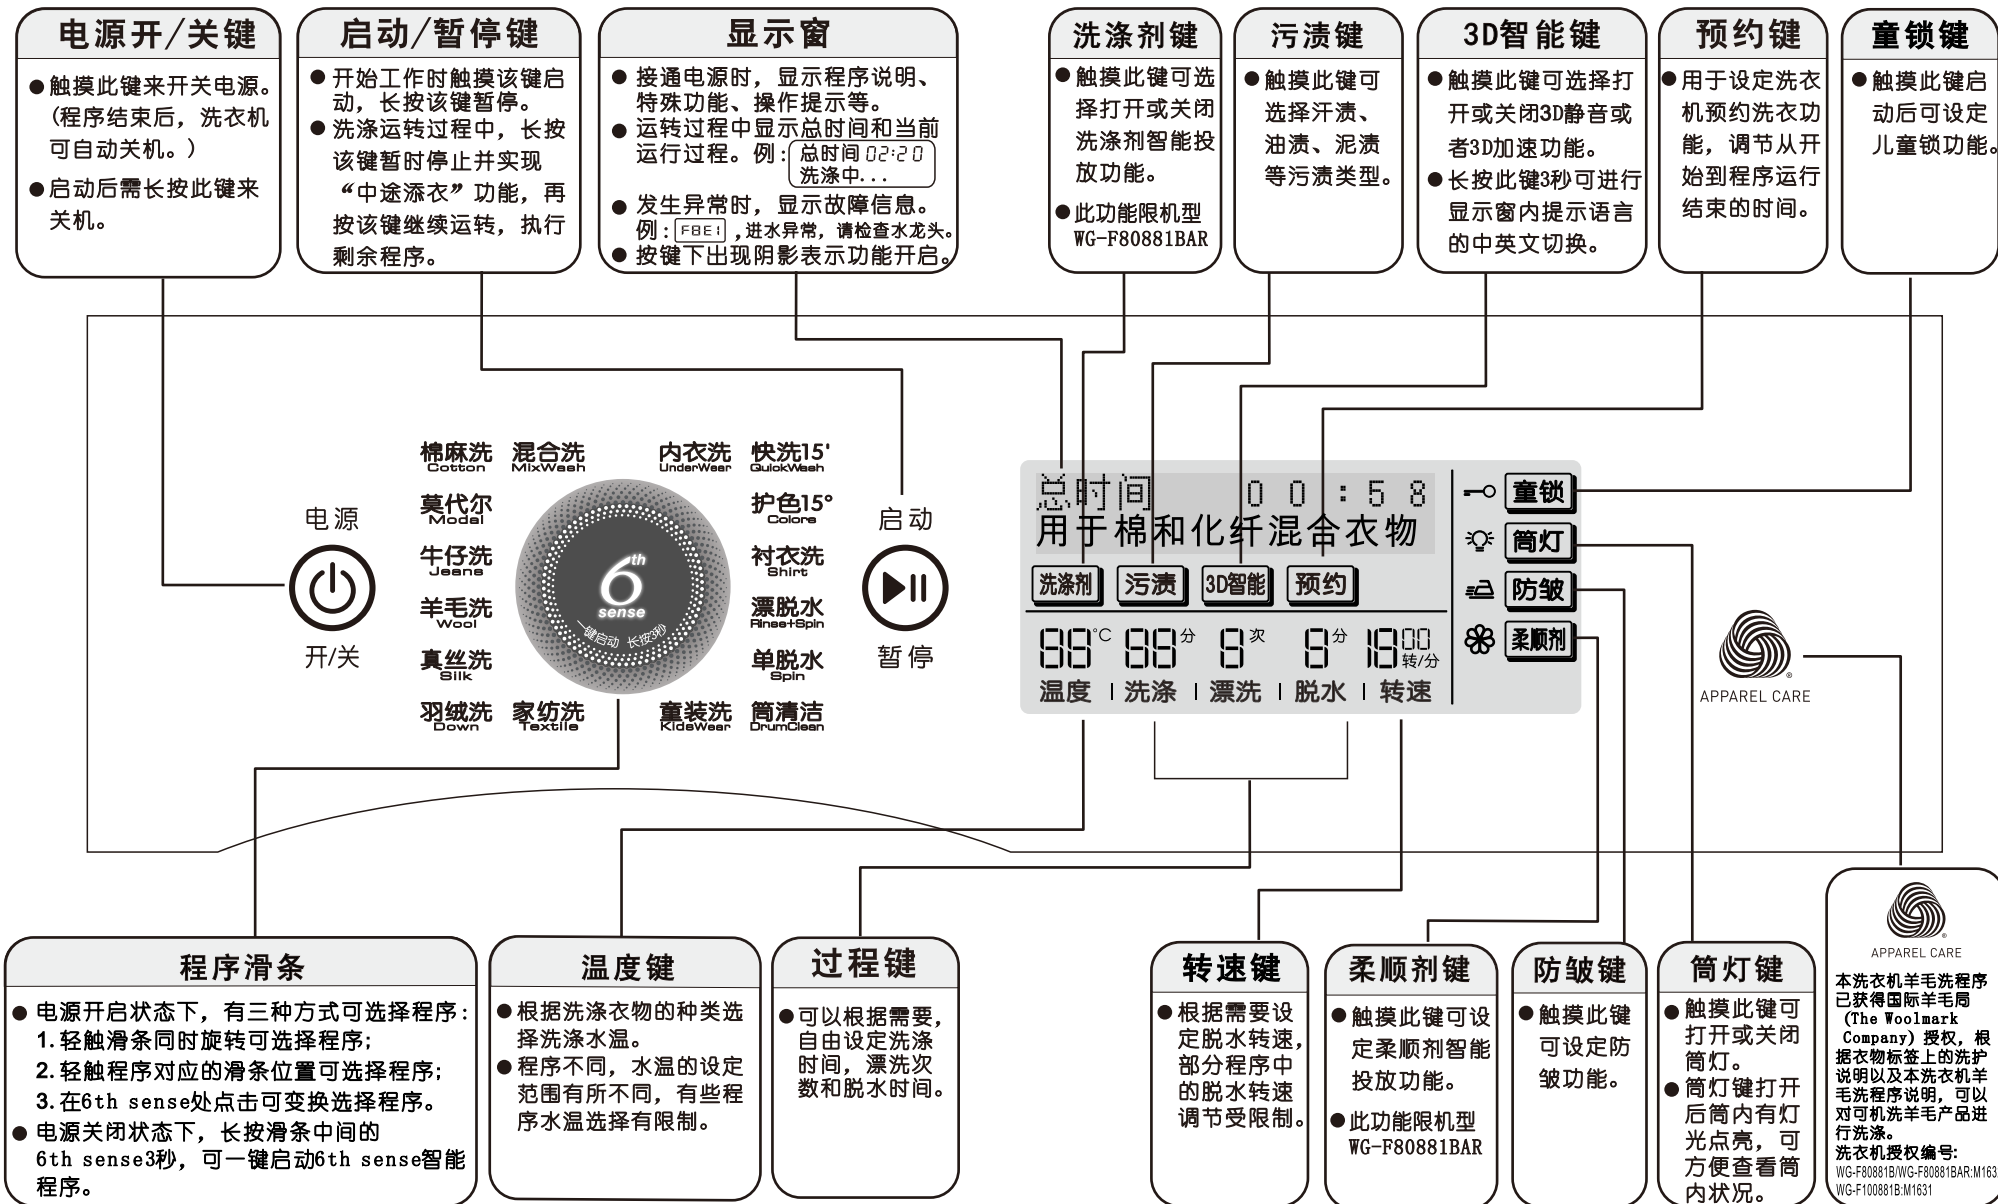 电源开/关键
● 触摸此键来开关电源。
(程序结束后，洗衣机
可自动关机。)
● 启动后需长按此键来
关机。
启动/暂停键
● 开始工作时触摸该键启
动，长按该键暂停。
● 洗涤运转过程中，长按
该键暂时停止并实现
“中途添衣”功能，再
按该键继续运转，执行
剩余程序。
显示窗
● 接通电源时，显示程序说明、
特殊功能、操作提示等。
● 运转过程中显示总时间和当前
运行过程。例：
总时间 02:20
洗涤中...
● 发生异常时，显示故障信息。
例：F8E1，进水异常，请检查水龙头。
● 按键下出现阴影表示功能开启。
洗涤剂键
● 触摸此键可选
择打开或关闭
洗涤剂智能投
放功能。
● 此功能限机型
WG-F80881BAR
污渍键
● 触摸此键可
选择汗渍、
油渍、泥渍
等污渍类型。
3D智能键
● 触摸此键可选择打
开或关闭3D静音或
者3D加速功能。
● 长按此键3秒可进行
显示窗内提示语言
的中英文切换。
预约键
● 用于设定洗衣
机预约洗衣功
能，调节从开
始到程序运行
结束的时间。
童锁键
● 触摸此键启
动后可设定
儿童锁功能。
电源
开/关
棉麻洗
Cotton
混合洗
MixWash
内衣洗
UnderWear
快洗15'
QuickWash
莫代尔
Modal
护色15°
Colors
牛仔洗
Jeans
衬衣洗
Shirt
羊毛洗
Wool
漂脱水
Rinse+Spin
真丝洗
Silk
单脱水
Spin
羽绒洗
Down
家纺洗
Textile
童装洗
KidsWear
筒清洁
DrumClean
6th
sense
一键启动 长按3秒
启动
暂停
总时间 00:58
用于棉和化纤混合衣物
洗涤剂 污渍 3D智能 预约
88°C 88分 8次 8分 1800转/分
温度 | 洗涤 | 漂洗 | 脱水 | 转速
童锁
筒灯
防皱
柔顺剂
APPAREL CARE
程序滑条
● 电源开启状态下，有三种方式可选择程序：
1.轻触滑条同时旋转可选择程序;
2.轻触程序对应的滑条位置可选择程序;
3.在6th sense处点击可变换选择程序。
● 电源关闭状态下，长按滑条中间的
6th sense3秒，可一键启动6th sense智能
程序。
温度键
● 根据洗涤衣物的种类选
择洗涤水温。
● 程序不同，水温的设定
范围有所不同，有些程
序水温选择有限制。
过程键
● 可以根据需要，
自由设定洗涤
时间，漂洗次
数和脱水时间。
转速键
● 根据需要设
定脱水转速，
部分程序中
的脱水转速
调节受限制。
柔顺剂键
● 触摸此键可设
定柔顺剂智能
投放功能。
● 此功能限机型
WG-F80881BAR
防皱键
● 触摸此键
可设定防
皱功能。
筒灯键
● 触摸此键可
打开或关闭
筒灯。
● 筒灯键打开
后筒内有灯
光点亮，可
方便查看筒
内状况。
APPAREL CARE
本洗衣机羊毛洗程序
已获得国际羊毛局
(The Woolmark
Company) 授权，根
据衣物标签上的洗护
说明以及本洗衣机羊
毛洗程序说明，可以
对可机洗羊毛产品进
行洗涤。
洗衣机授权编号:
WG-F80881B/WG-F80881BAR:M163
WG-F100881B:M1631